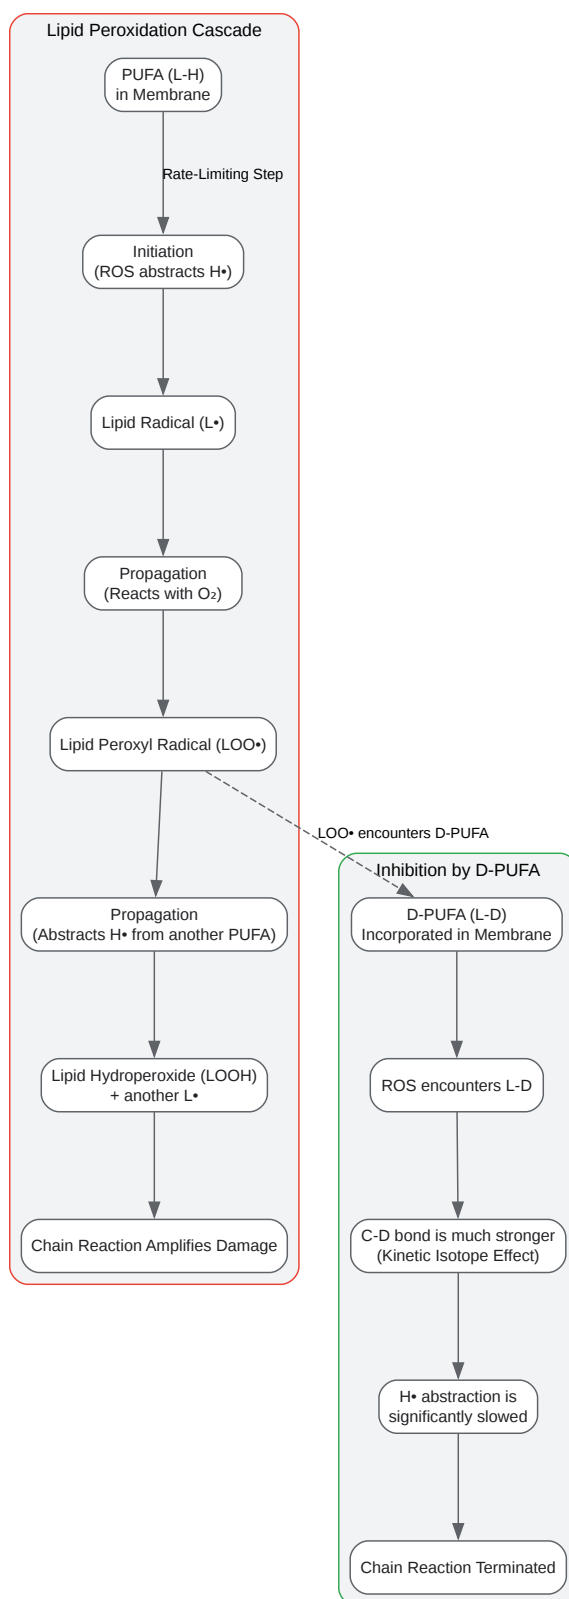 Lipid Peroxidation Cascade
PUFA (L-H)
in Membrane
Rate-Limiting Step
Initiation
(ROS abstracts H•)
Lipid Radical (L•)
Propagation
(Reacts with O₂)
Lipid Peroxyl Radical (LOO•)
LOO• encounters D-PUFA
Propagation
(Abstracts H• from another PUFA)
Lipid Hydroperoxide (LOOH)
+ another L•
Chain Reaction Amplifies Damage
Inhibition by D-PUFA
D-PUFA (L-D)
Incorporated in Membrane
ROS encounters L-D
C-D bond is much stronger
(Kinetic Isotope Effect)
H• abstraction is
significantly slowed
Chain Reaction Terminated